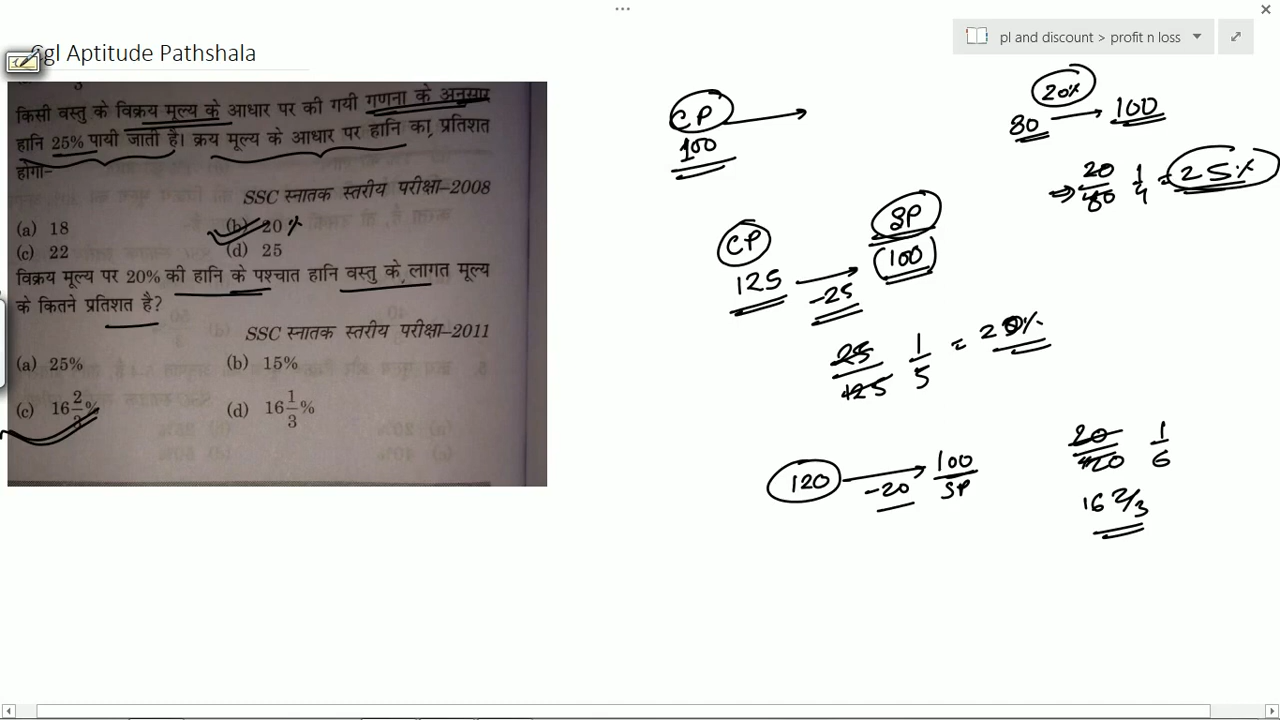 ...
pl and discount > profit n loss
Cgl Aptitude Pathshala
किसी वस्तु के विक्रय मूल्य के आधार पर की गयी गणना के अनुसार
हानि 25% पायी जाती है। क्रय मूल्य के आधार पर हानि का, प्रतिशत
होगा-
SSC स्नातक स्तरीय परीक्षा–2008
(a) 18 (b) 20 %
(c) 22 (d) 25
विक्रय मूल्य पर 20% की हानि के पश्चात हानि वस्तु के लागत मूल्य
के कितने प्रतिशत है?
SSC स्नातक स्तरीय परीक्षा–2011
(a) 25% (b) 15%
(c) 16 2/3 % (d) 16 1/3 %
CP
100
20%
80 100
20/80 1/4 = 25%
CP SP
125 -25 (100)
25/125 1/5 = 20%
120 -20 100/SP
20/120 1/6
16 2/3